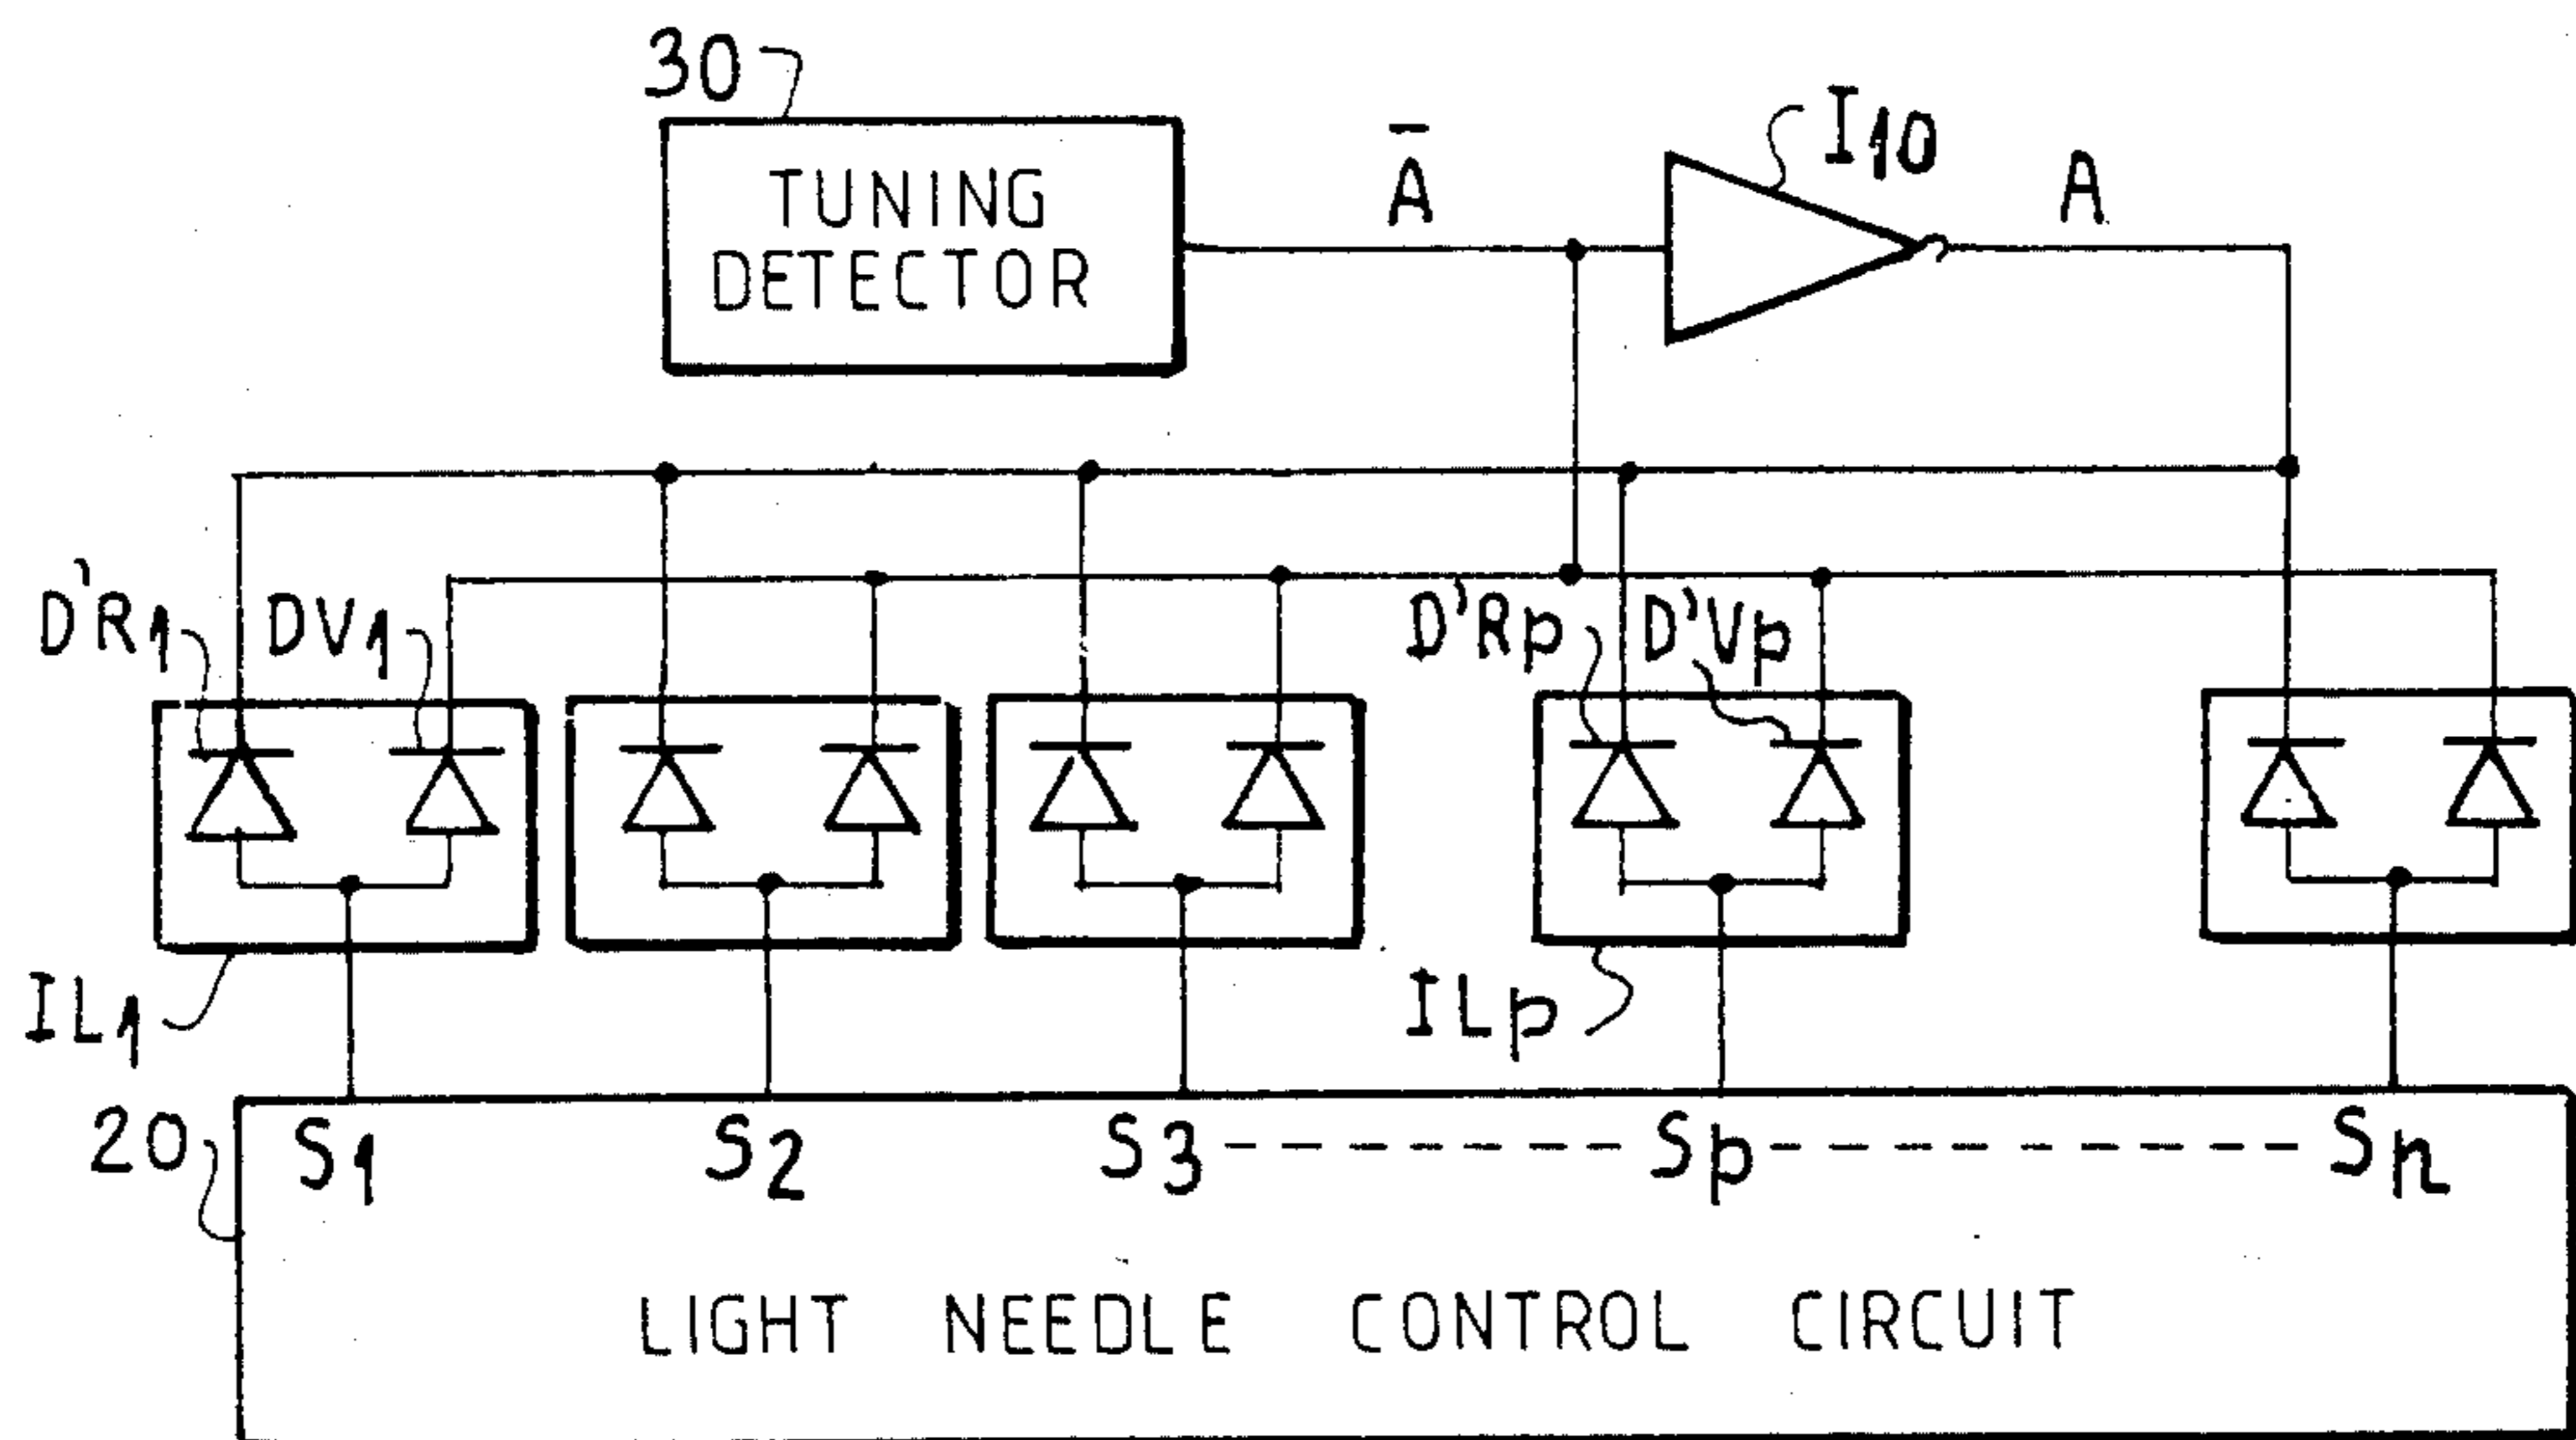 30
TUNING
DETECTOR
Ā
I10
A
D'R1
DV1
D'Rp
D'Vp
IL1
ILp
20
S1 S2 S3 Sp Sn
LIGHT NEEDLE CONTROL CIRCUIT